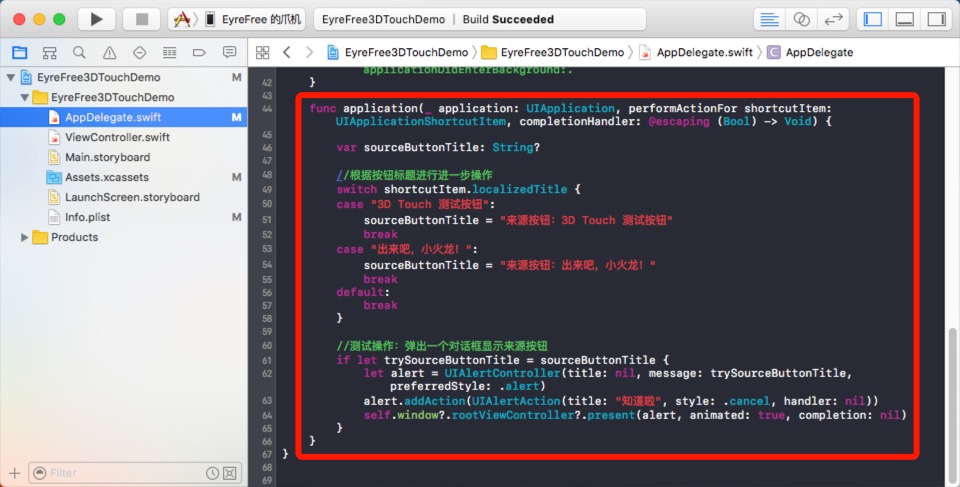 EyreFree 的爪机
EyreFree3DTouchDemo
Build Succeeded
EyreFree3DTouchDemo
EyreFree3DTouchDemo
AppDelegate.swift
AppDelegate
EyreFree3DTouchDemo M
EyreFree3DTouchDemo
AppDelegate.swift M
ViewController.swift
Main.storyboard
Assets.xcassets M
LaunchScreen.storyboard
Info.plist M
Products
Filter
applicationDidEnterBackground:.
42 }
43
44 func application(_ application: UIApplication, performActionFor shortcutItem:
UIApplicationShortcutItem, completionHandler: @escaping (Bool) -> Void) {
45
46 var sourceButtonTitle: String?
47
48 //根据按钮标题进行进一步操作
49 switch shortcutItem.localizedTitle {
50 case "3D Touch 测试按钮":
51 sourceButtonTitle = "来源按钮：3D Touch 测试按钮"
52 break
53 case "出来吧，小火龙！":
54 sourceButtonTitle = "来源按钮：出来吧，小火龙！"
55 break
56 default:
57 break
58 }
59
60 //测试操作：弹出一个对话框显示来源按钮
61 if let trySourceButtonTitle = sourceButtonTitle {
62 let alert = UIAlertController(title: nil, message: trySourceButtonTitle,
preferredStyle: .alert)
63 alert.addAction(UIAlertAction(title: "知道啦", style: .cancel, handler: nil))
64 self.window?.rootViewController?.present(alert, animated: true, completion: nil)
65 }
66 }
67 }
68
69